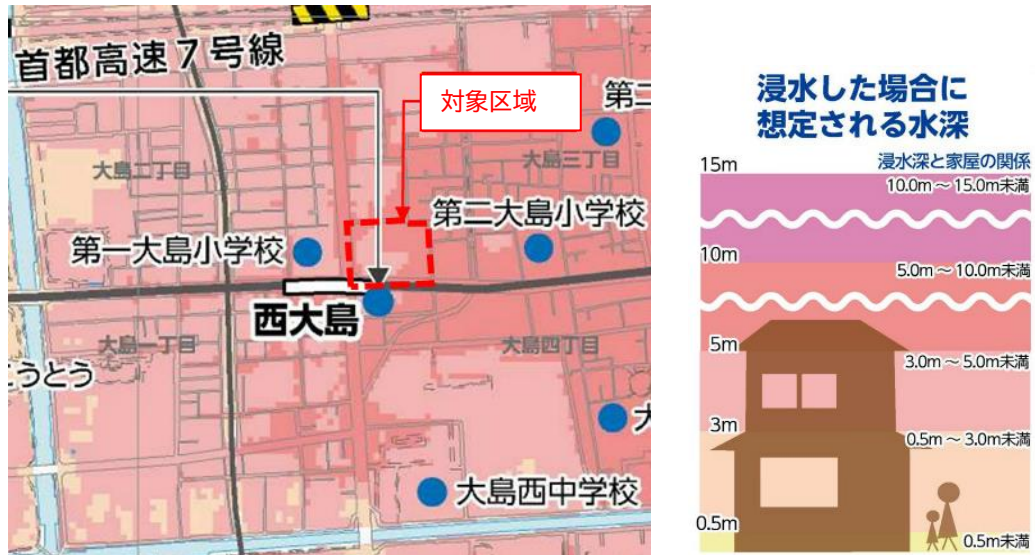 首都高速7号線
対象区域
第二
大島二丁目
大島三丁目
第二大島小学校
第一大島小学校
西大島
大島一丁目
大島四丁目
こうとう
大
大島西中学校
浸水した場合に
想定される水深
浸水深と家屋の関係
15m
10.0m～15.0m未満
10m
5.0m～10.0m未満
5m
3.0m～5.0m未満
3m
0.5m～3.0m未満
0.5m
0.5m未満